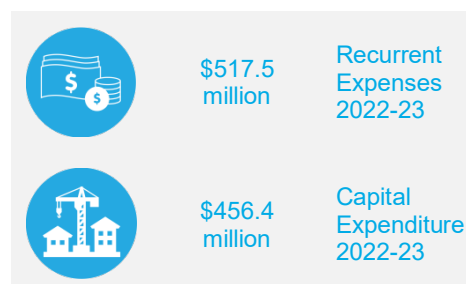 $517.5 million
Recurrent Expenses 2022-23
$456.4 million
Capital Expenditure 2022-23